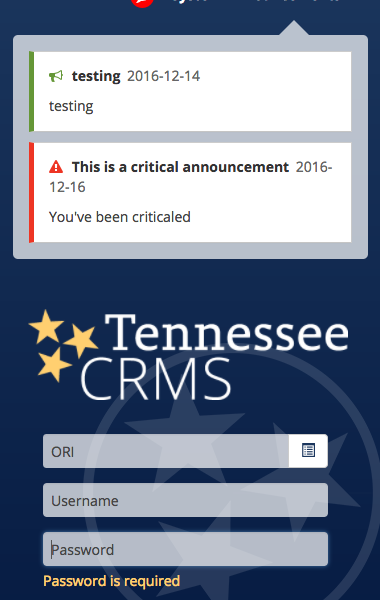 testing 2016-12-14
testing
This is a critical announcement 2016-
12-16
You've been criticaled
Tennessee
CRMS
ORI
Username
Password
Password is required